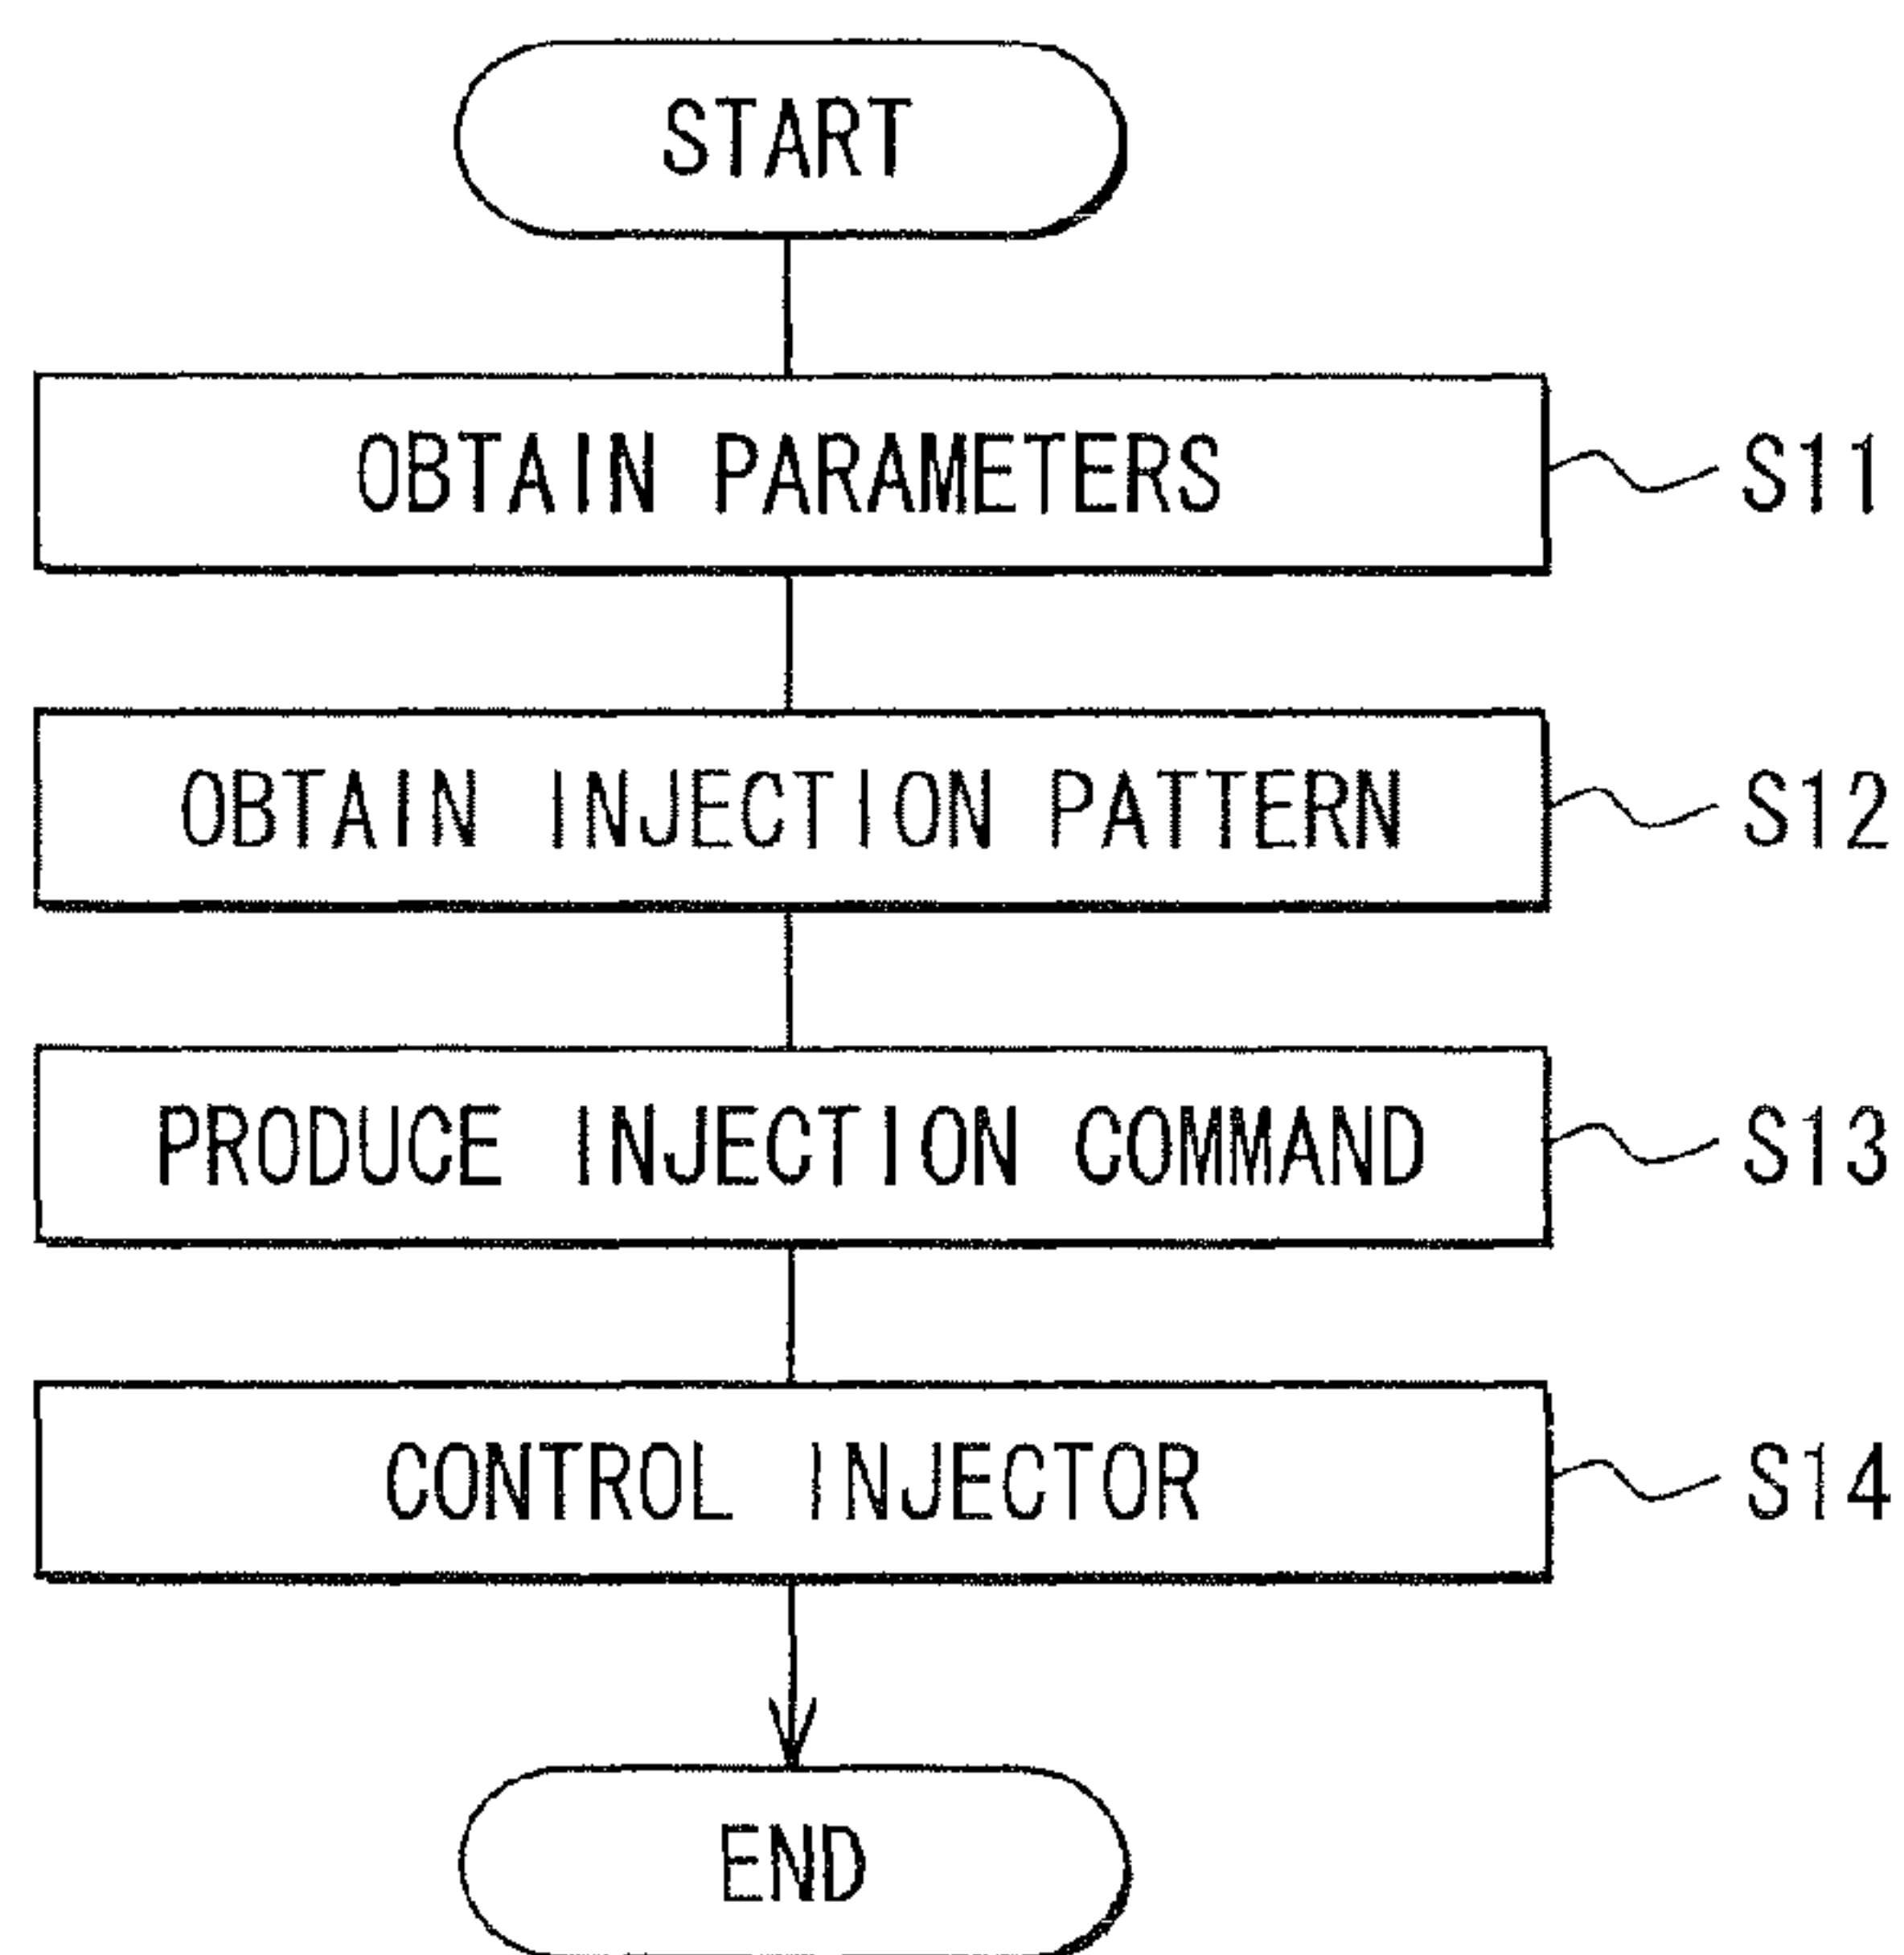 START
OBTAIN PARAMETERS S11
OBTAIN INJECTION PATTERN S12
PRODUCE INJECTION COMMAND S13
CONTROL INJECTOR S14
END